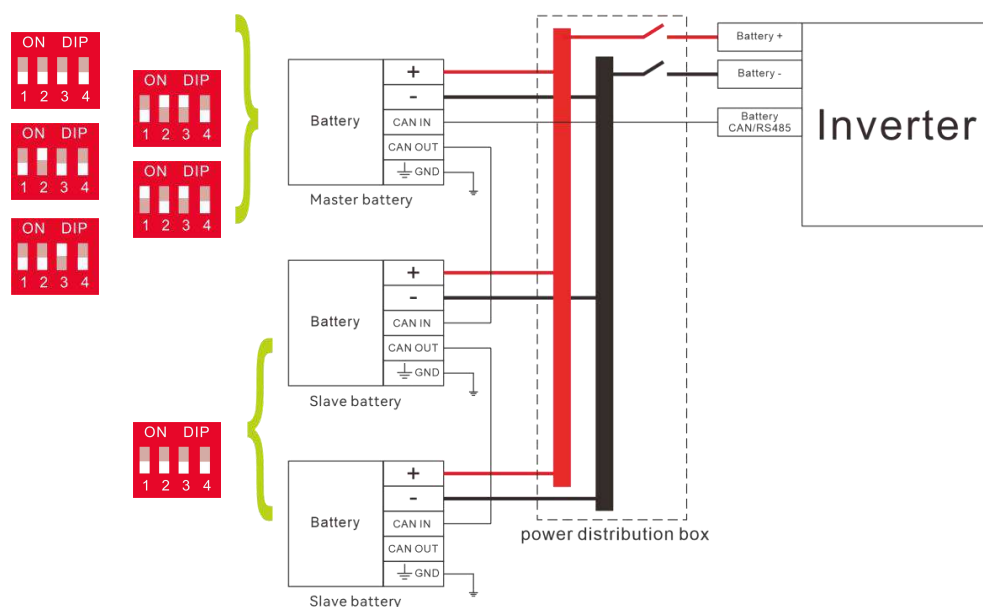 ON DIP
1 2 3 4
ON DIP
1 2 3 4
ON DIP
1 2 3 4
ON DIP
1 2 3 4
ON DIP
1 2 3 4
ON DIP
1 2 3 4
Battery
+
-
CAN IN
CAN OUT
GND
Master battery
Battery
+
-
CAN IN
CAN OUT
GND
Slave battery
Battery
+
-
CAN IN
CAN OUT
GND
Slave battery
power distribution box
Battery +
Battery -
Battery
CAN/RS485
Inverter